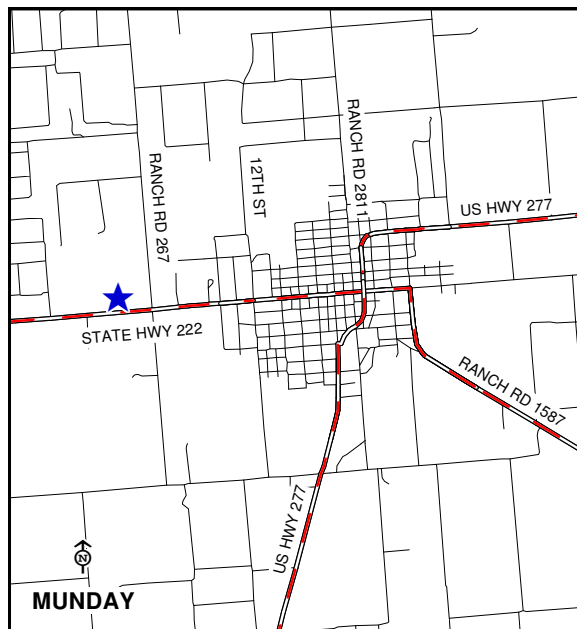 RANCH RD 2811
RANCH RD 267
12TH ST
US HWY 277
STATE HWY 222
RANCH RD 1587
US HWY 277
N
MUNDAY